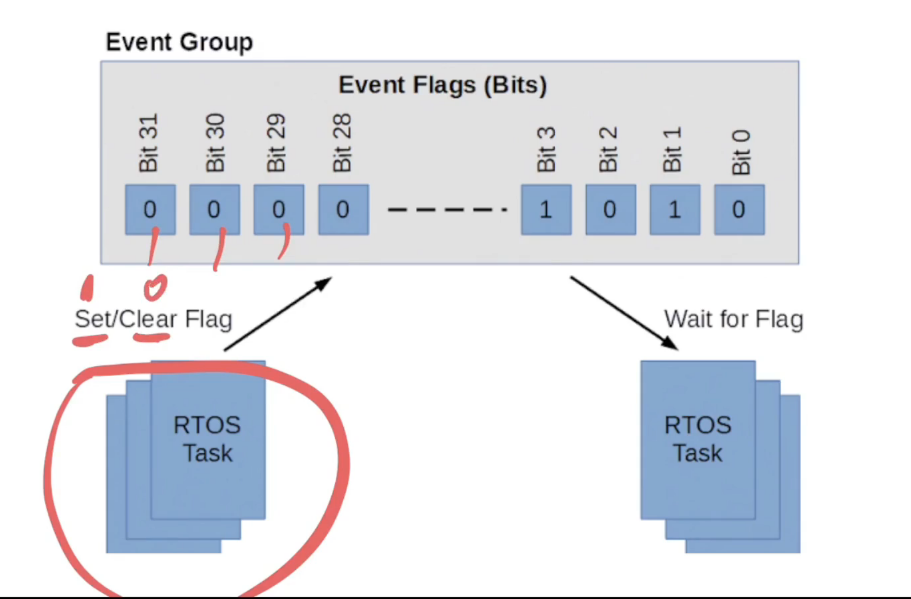 Event Group
Event Flags (Bits)
Bit 31 Bit 30 Bit 29 Bit 28 Bit 3 Bit 2 Bit 1 Bit 0
0 0 0 0 1 0 1 0
1 0
Set/Clear Flag Wait for Flag
RTOS RTOS
Task Task